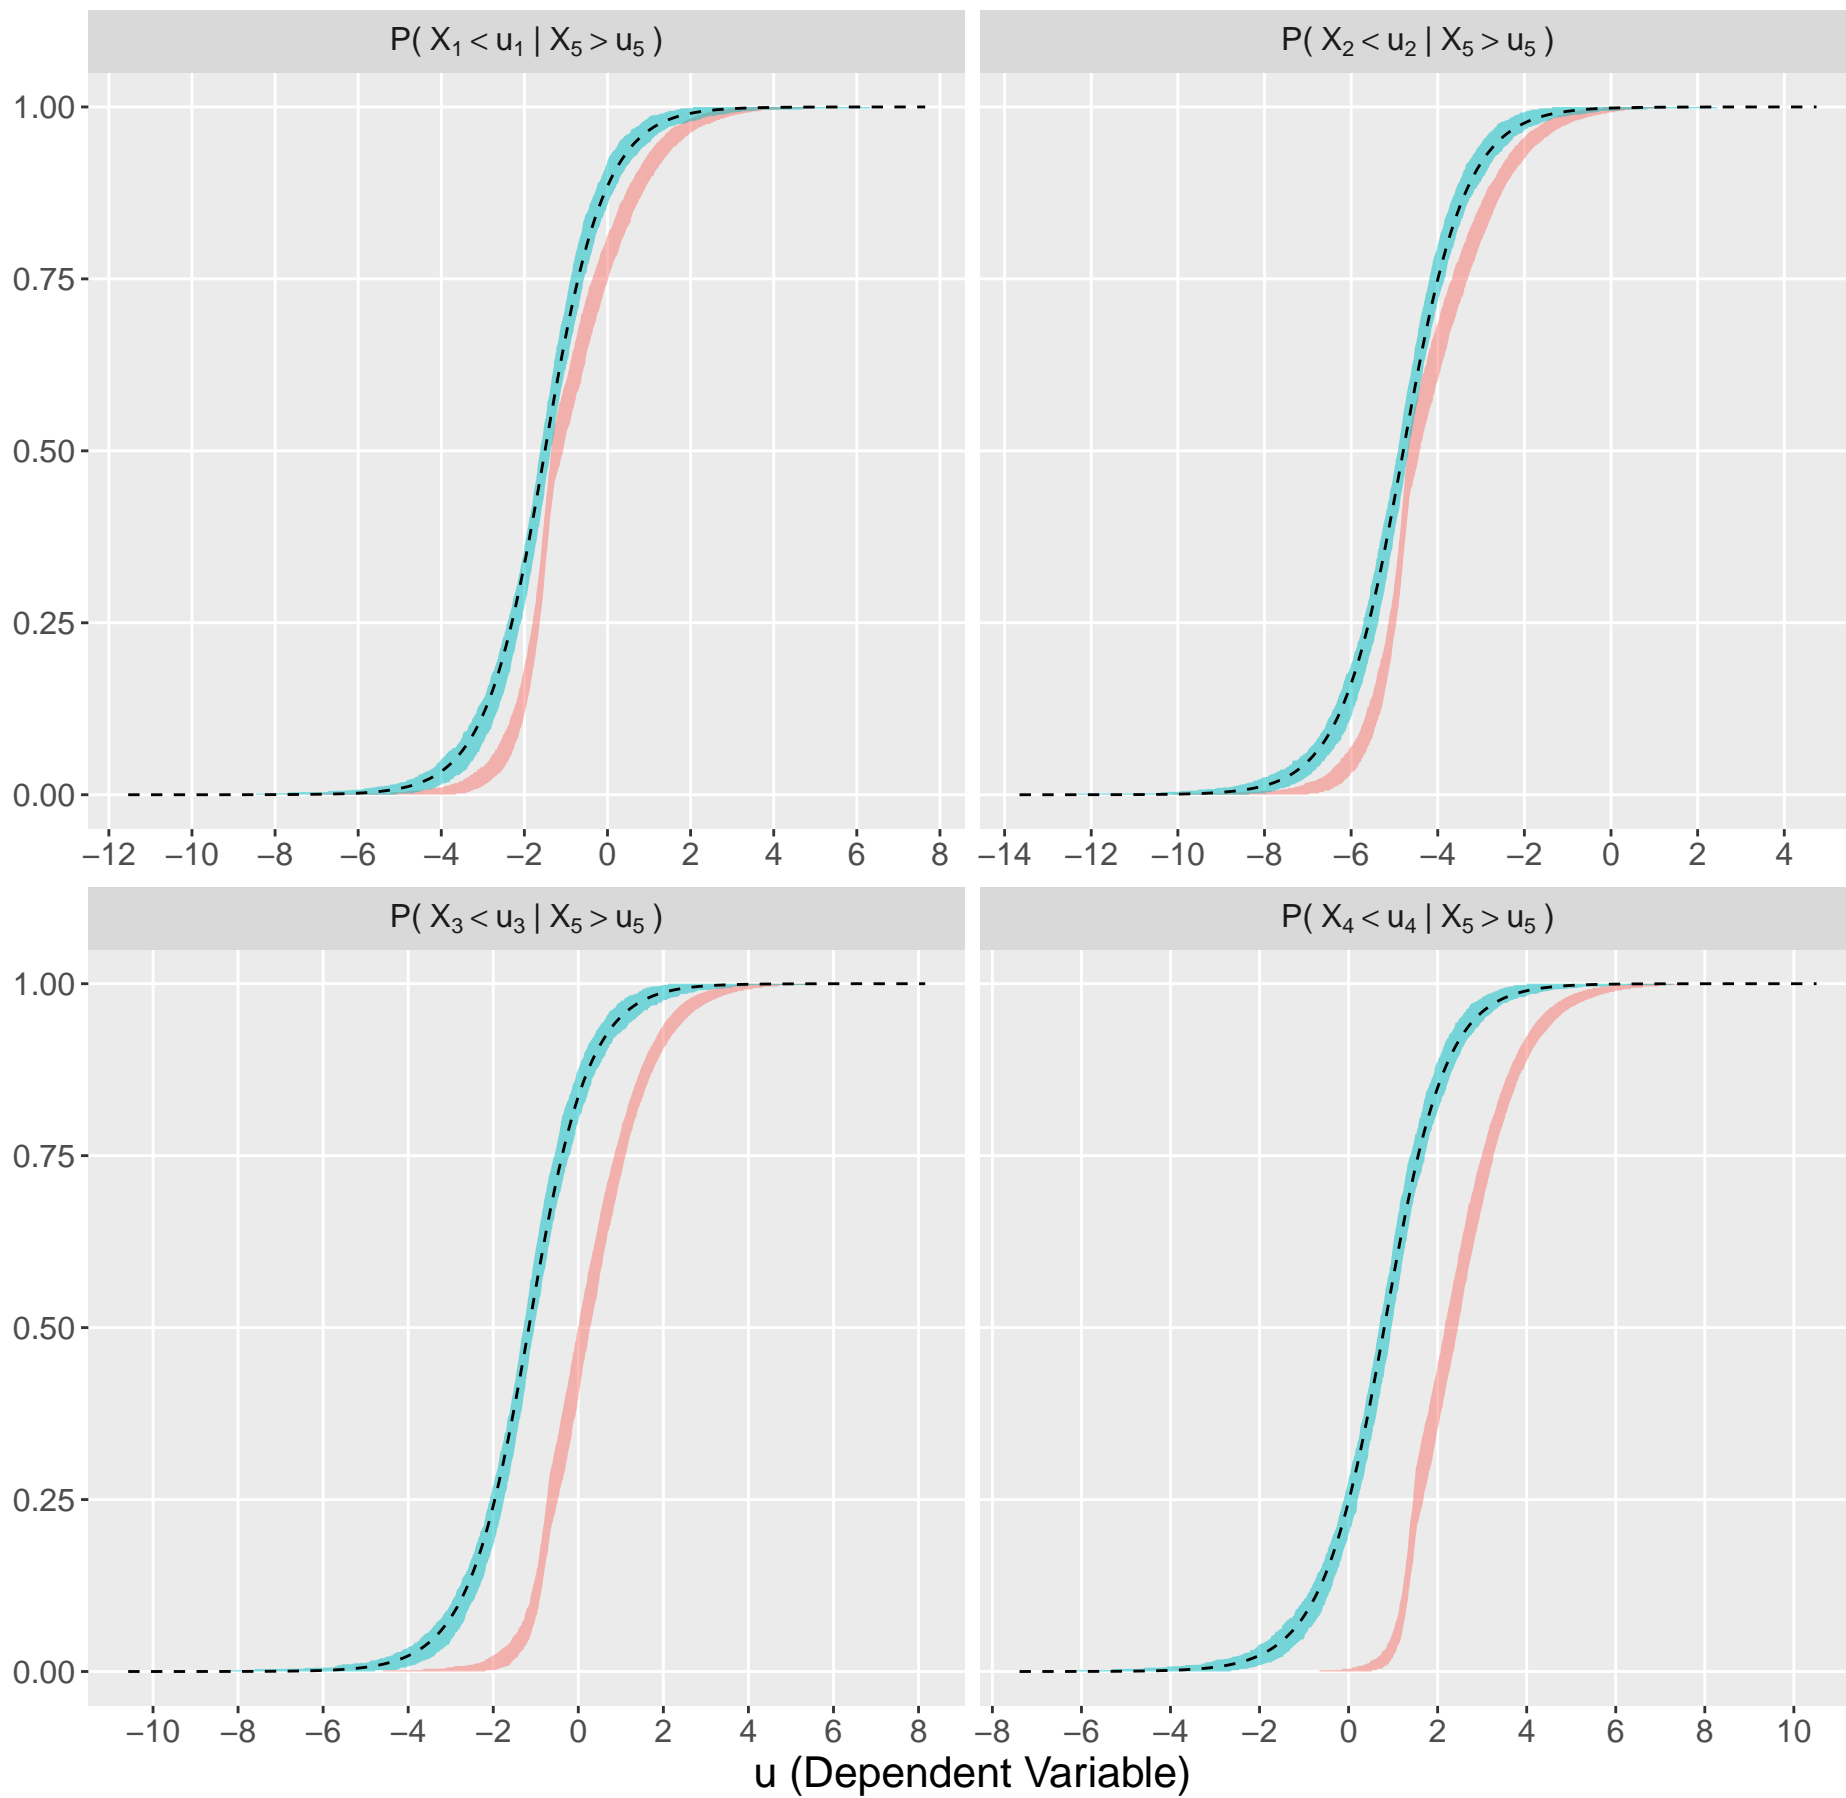 P( X₁ < u₁ | X₅ > u₅ )
P( X₂ < u₂ | X₅ > u₅ )
1.00
0.75
0.50
0.25
0.00
−12 −10 −8 −6 −4 −2 0 2 4 6 8
−14 −12 −10 −8 −6 −4 −2 0 2 4
P( X₃ < u₃ | X₅ > u₅ )
P( X₄ < u₄ | X₅ > u₅ )
1.00
0.75
0.50
0.25
0.00
−10 −8 −6 −4 −2 0 2 4 6 8
−8 −6 −4 −2 0 2 4 6 8 10
u (Dependent Variable)